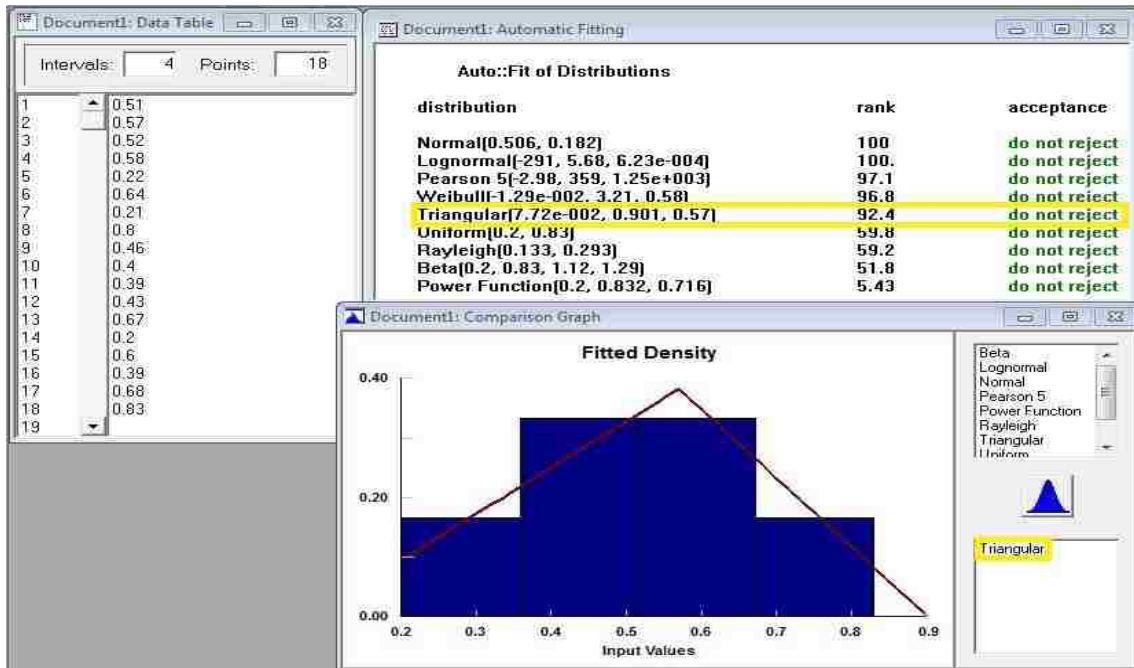 Document1: Data Table
Intervals: 4 Points: 18
1 0.51
2 0.57
3 0.52
4 0.58
5 0.22
6 0.64
7 0.21
8 0.8
9 0.46
10 0.4
11 0.39
12 0.43
13 0.67
14 0.2
15 0.6
16 0.39
17 0.68
18 0.83
19
Document1: Automatic Fitting
Auto::Fit of Distributions
distribution rank acceptance
Normal(0.506, 0.182) 100 do not reject
Lognormal(-291, 5.68, 6.23e-004) 100. do not reject
Pearson 5(-2.98, 359, 1.25e+003) 97.1 do not reject
Weibull(-1.29e-002, 3.21, 0.58) 96.8 do not reject
Triangular(7.72e-002, 0.901, 0.57) 92.4 do not reject
Uniform(0.2, 0.83) 59.8 do not reject
Rayleigh(0.133, 0.293) 59.2 do not reject
Beta(0.2, 0.83, 1.12, 1.29) 51.8 do not reject
Power Function(0.2, 0.832, 0.716) 5.43 do not reject
Document1: Comparison Graph
Fitted Density
0.40
0.20
0.00
0.2 0.3 0.4 0.5 0.6 0.7 0.8 0.9
Input Values
Beta
Lognormal
Normal
Pearson 5
Power Function
Rayleigh
Triangular
Uniform
Triangular